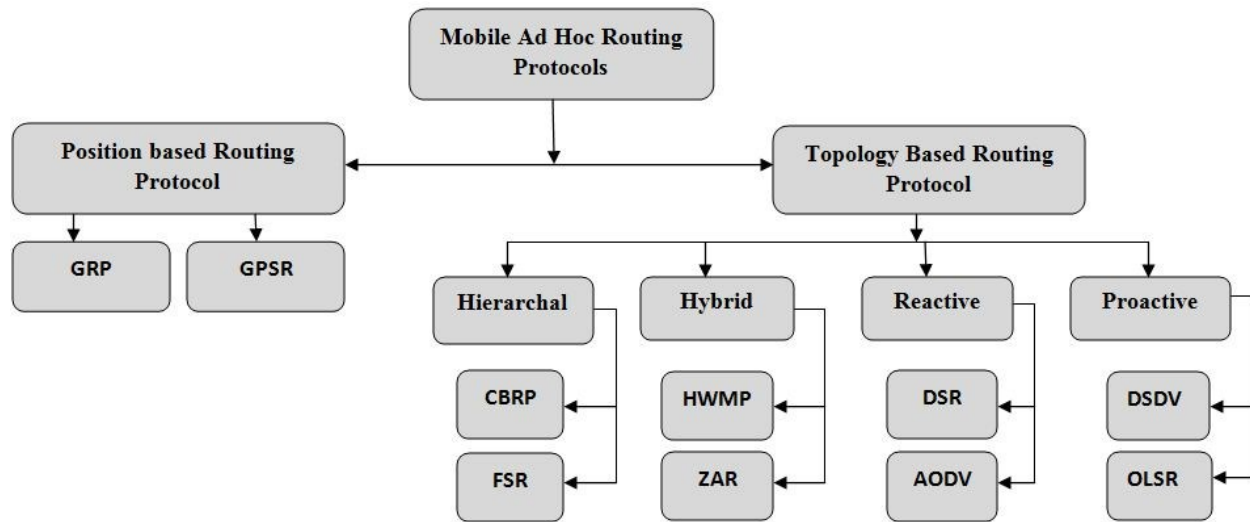 Mobile Ad Hoc Routing
Protocols
Position based Routing
Protocol
Topology Based Routing
Protocol
GRP
GPSR
Hierarchal
Hybrid
Reactive
Proactive
CBRP
HWMP
DSR
DSDV
FSR
ZAR
AODV
OLSR